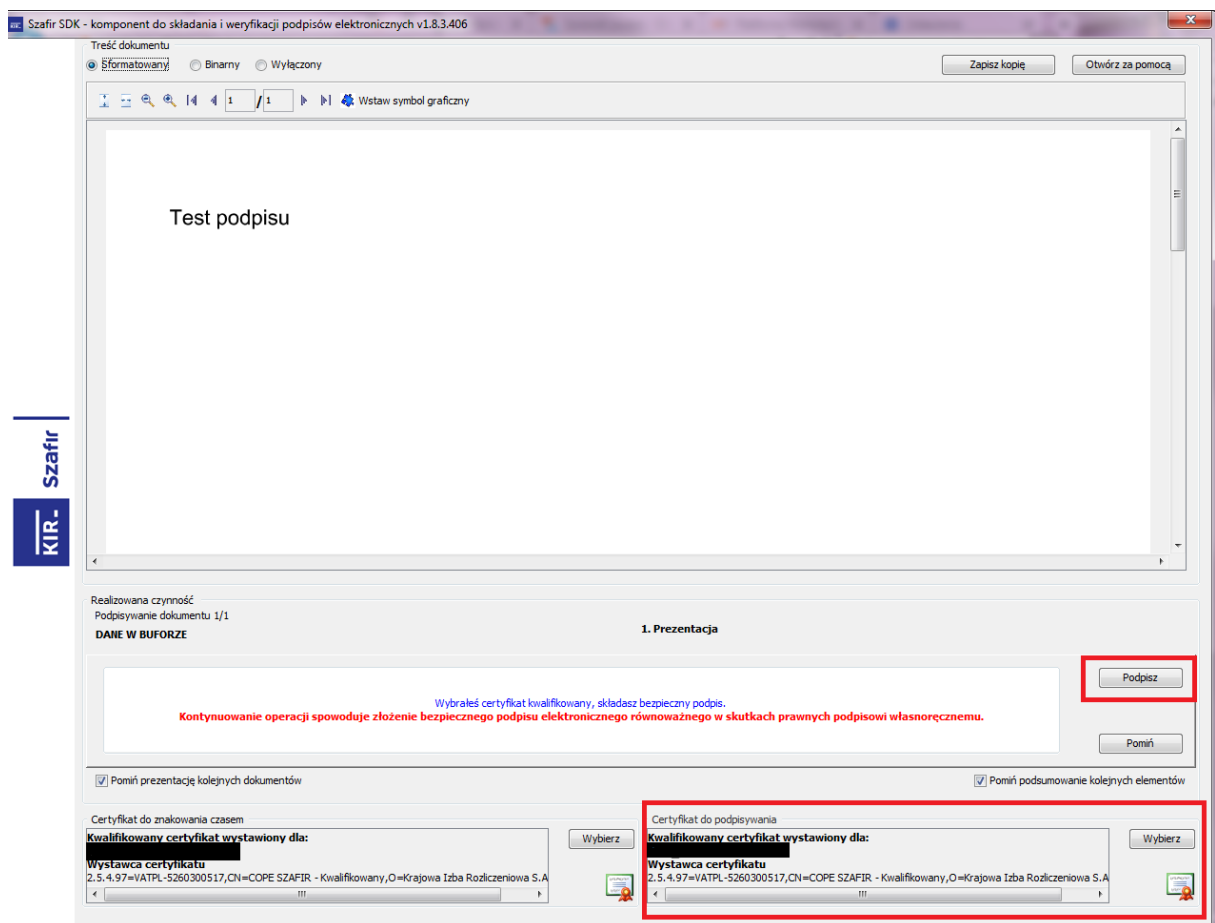 KIR. Szafir SDK - komponent do składania i weryfikacji podpisów elektronicznych v1.8.3.406
Treść dokumentu
Sformatowany Binarny Wyłączony Zapisz kopię Otwórz za pomocą
1 / 1 Wstaw symbol graficzny
Test podpisu
KIR. Szafir
Realizowana czynność
Podpisywanie dokumentu 1/1
DANE W BUFORZE
1. Prezentacja
Podpisz
Wybrałeś certyfikat kwalifikowany, składasz bezpieczny podpis.
Kontynuowanie operacji spowoduje złożenie bezpiecznego podpisu elektronicznego równoważnego w skutkach prawnych podpisowi własnoręcznemu.
Pomiń
Pomiń prezentację kolejnych dokumentów Pomiń podsumowanie kolejnych elementów
Certyfikat do znakowania czasem
Kwalifikowany certyfikat wystawiony dla:
Wybierz
Wystawca certyfikatu
2.5.4.97=VATPL-5260300517,CN=COPE SZAFIR - Kwalifikowany,O=Krajowa Izba Rozliczeniowa S.A
Certyfikat do podpisywania
Kwalifikowany certyfikat wystawiony dla:
Wybierz
Wystawca certyfikatu
2.5.4.97=VATPL-5260300517,CN=COPE SZAFIR - Kwalifikowany,O=Krajowa Izba Rozliczeniowa S.A